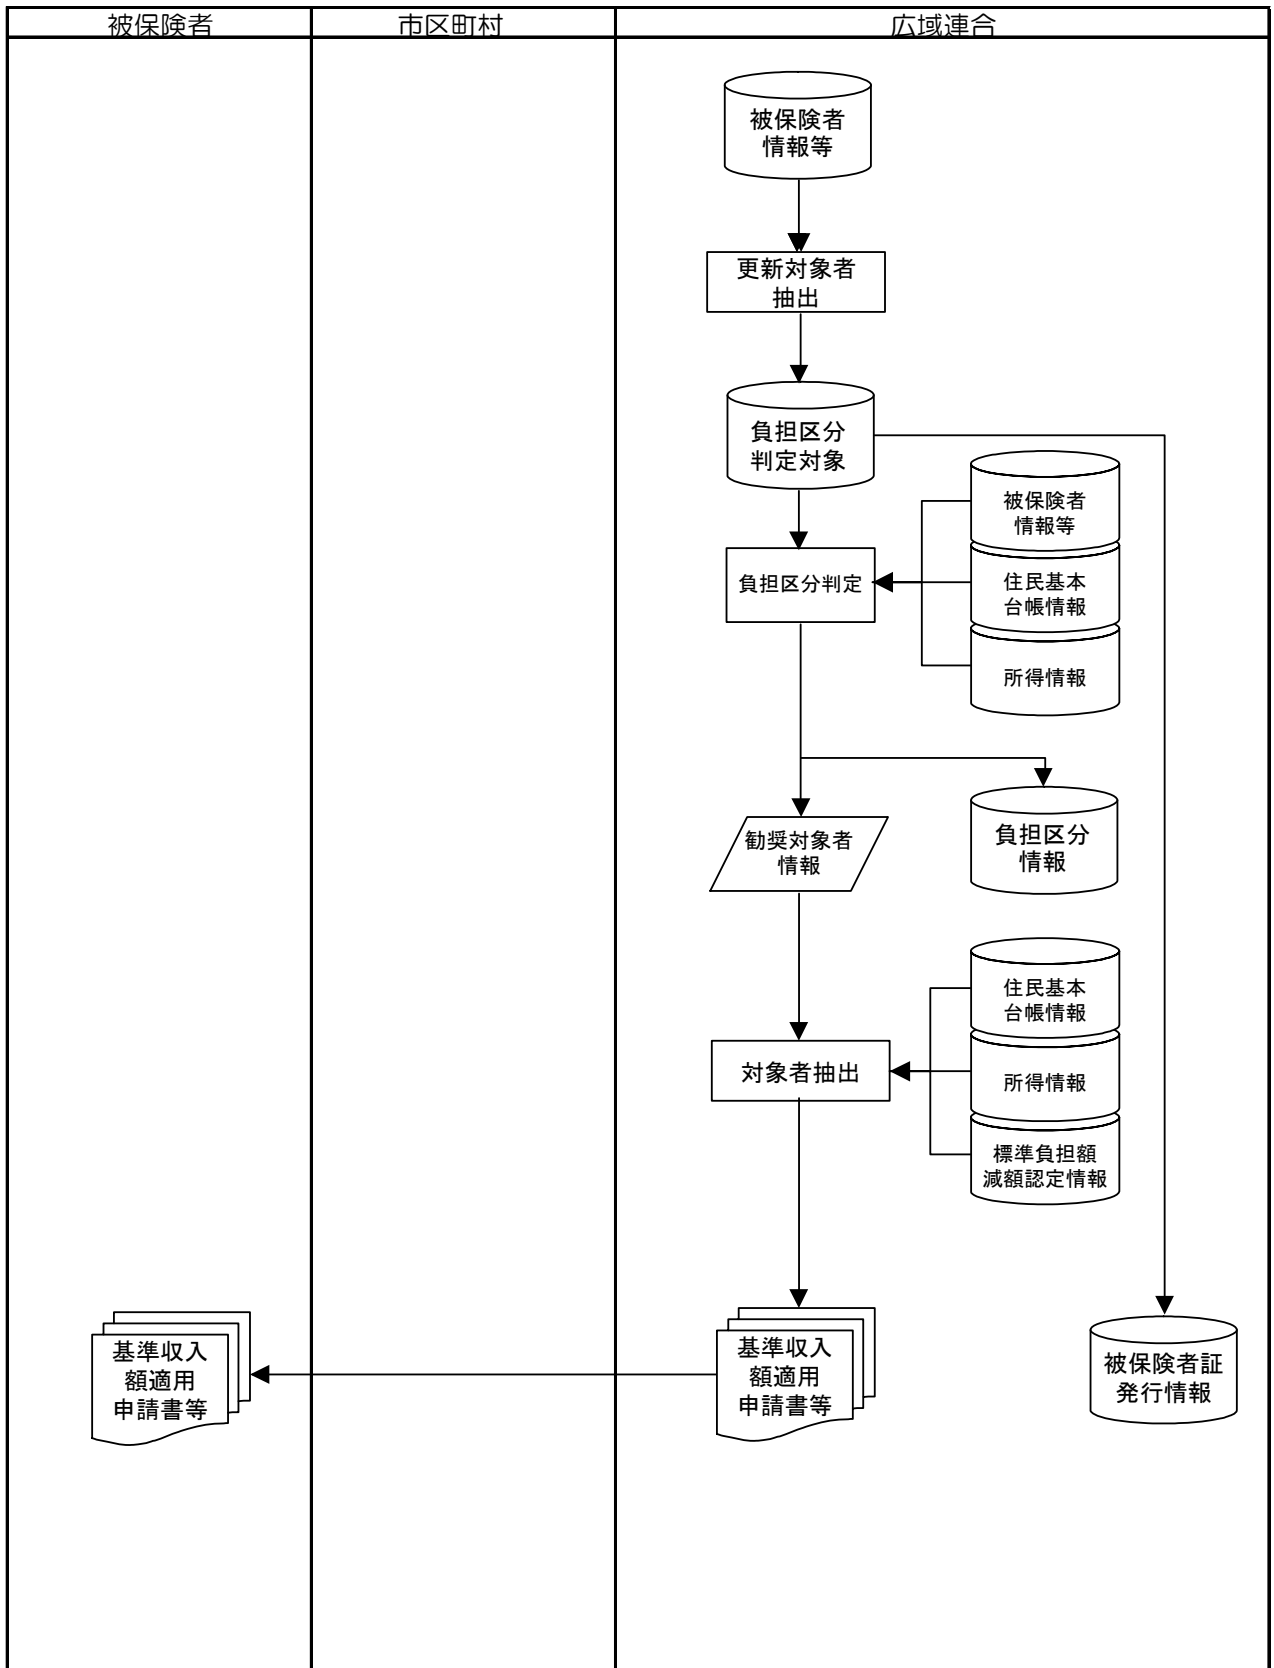 被保険者
市区町村
広域連合
被保険者
情報等
更新対象者
抽出
負担区分
判定対象
被保険者
情報等
負担区分判定
住民基本
台帳情報
所得情報
勧奨対象者
情報
負担区分
情報
住民基本
台帳情報
対象者抽出
所得情報
標準負担額
減額認定情報
基準収入
額適用
申請書等
基準収入
額適用
申請書等
被保険者証
発行情報